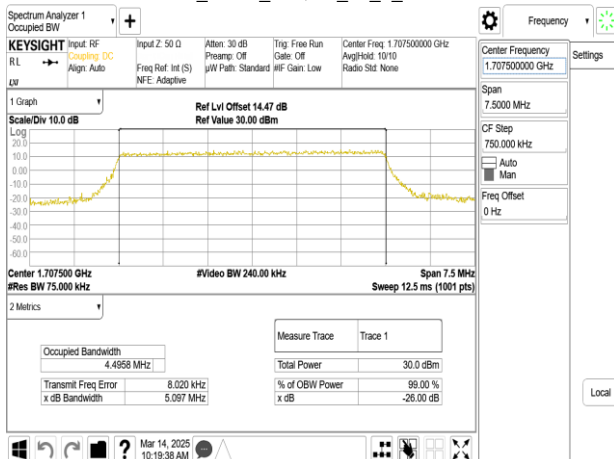 Spectrum Analyzer 1
Occupied BW
Frequency
KEYSIGHT
Input: RF
Input Z: 50 Ω
Atten: 30 dB
Trig: Free Run
Center Freq: 1.707500000 GHz
RL
Coupling: DC
Preamp: Off
Gate: Off
Avg|Hold: 10/10
Align: Auto
Freq Ref: Int (S)
µW Path: Standard
#IF Gain: Low
Radio Std: None
NFE: Adaptive
LXI
Center Frequency
1.707500000 GHz
Settings
Span
7.5000 MHz
CF Step
750.000 kHz
Auto
Man
Freq Offset
0 Hz
1 Graph
Ref Lvl Offset 14.47 dB
Scale/Div 10.0 dB
Ref Value 30.00 dBm
Log
20.0
10.0
0.00
-10.0
-20.0
-30.0
-40.0
-50.0
-60.0
Center 1.707500 GHz
#Video BW 240.00 kHz
Span 7.5 MHz
#Res BW 75.000 kHz
Sweep 12.5 ms (1001 pts)
2 Metrics
Measure Trace
Trace 1
Occupied Bandwidth
4.4958 MHz
Total Power
30.0 dBm
Transmit Freq Error
8.020 kHz
% of OBW Power
99.00 %
x dB Bandwidth
5.097 MHz
x dB
-26.00 dB
Local
?
Mar 14, 2025
10:19:38 AM